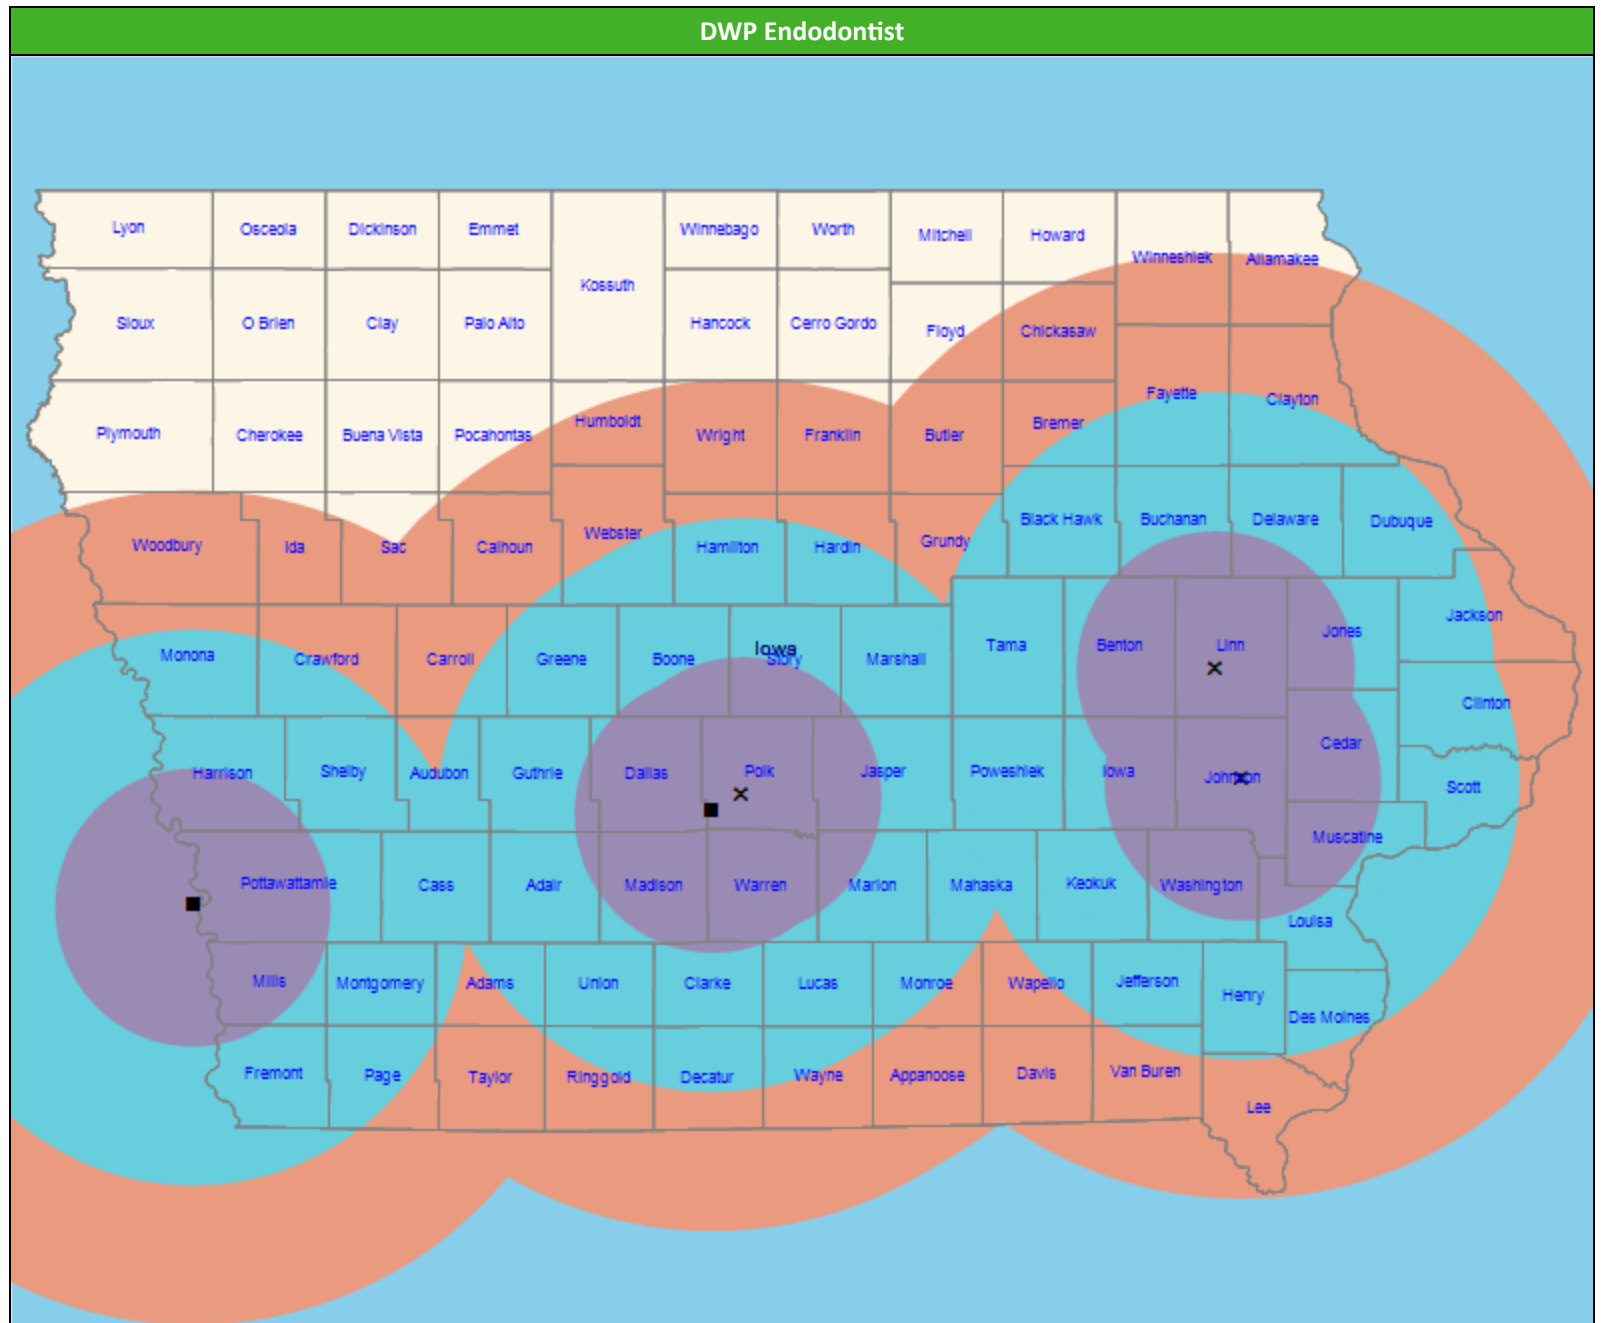 DWP Endodontist
Lyon
Osceola
Dickinson
Emmet
Winnebago
Worth
Mitchell
Howard
Winneshiek
Allamakee
Kossuth
Sioux
O Brien
Clay
Palo Alto
Hancock
Cerro Gordo
Floyd
Chickasaw
Fayette
Clayton
Plymouth
Cherokee
Buena Vista
Pocahontas
Humboldt
Wright
Franklin
Butler
Bremer
Woodbury
Ida
Sac
Calhoun
Webster
Hamilton
Hardin
Grundy
Black Hawk
Buchanan
Delaware
Dubuque
Monona
Crawford
Carroll
Greene
Boone
Iowa
Story
Marshall
Tama
Benton
Linn
Jones
Jackson
Harrison
Shelby
Audubon
Guthrie
Dallas
Polk
Jasper
Poweshiek
Iowa
Johnson
Cedar
Clinton
Scott
Muscatine
Pottawattamie
Cass
Adair
Madison
Warren
Marion
Mahaska
Keokuk
Washington
Louisa
Mills
Montgomery
Adams
Union
Clarke
Lucas
Monroe
Wapello
Jefferson
Henry
Des Moines
Fremont
Page
Taylor
Ringgold
Decatur
Wayne
Appanoose
Davis
Van Buren
Lee